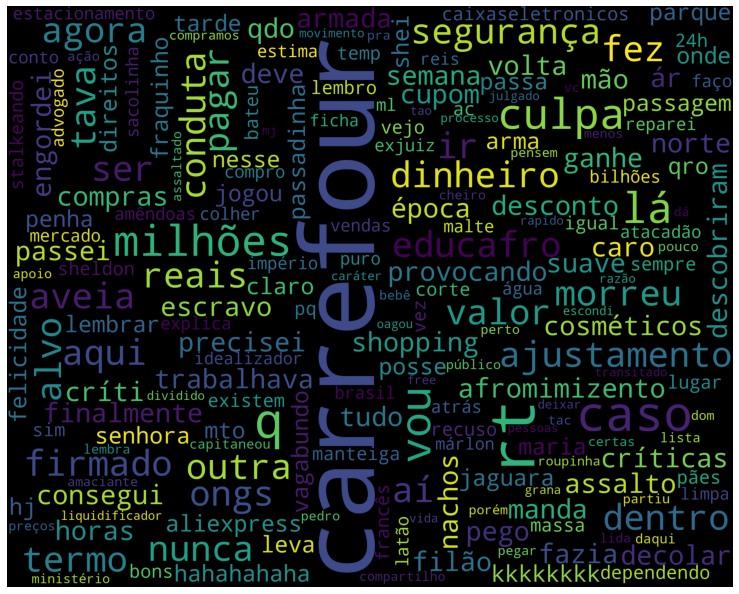 estacionamento
agora
tarde
compramos
qdo
armada
movimento
pra
caixaseletronicos
parque
segurança
fez
24h
onde
conto
ação
estima
temp
shei
reis
semana
volta
mão
ár
faço
staikeando
engordei
advogado
tava
direitos
sacolinha
fraquinho
conduta
pagar
bateu
deve
lembro
ficha
passadinha
ml
cupom
passa
vejo
ac
tao
julgado
vc
culpa
passagem
reparei
assaltado
mj
nesse
compro
exjuiz
processo
ir
arma
menos
pensem
norte
ser
compras
jogou
dinheiro
ganhe
bilhões
qro
lá
descobriram
penha
amêndoas
colher
vendas
época
malte
desconto
igual
atacadão
cheiro
rapido
dá
pouco
mercado
passei
milhões
carrefour
educafro
caro
apoio
sheldon
império
puro
provocando
suave
sempre
razão
reais
claro
caráter
corte
água
aveia
escravo
pq
bebê
vez
valor
morreu
felicidade
alvo
lembrar
explica
precisei
shopping
perto
escondi
cosméticos
aqui
idealizador
oagou
posse
público
ajustamento
críti
dividido
trabalhava
free
brasil
atrás
afromimizento
transitado
lugar
finalmente
existem
tudo
vou
recuso
pessoas
tac
deixar
dom
sim
senhora
mto
vagabundo
márlon
rt
caso
certas
lista
q
capitaneou
manteiga
maria
críticas
lembra
firmado
outra
jaguara
roupinha
pães
amaciante
francês
aí
nachos
grana
assalto
limpa
consegui
ongs
pedro
latão
vida
porém
partiu
hj
liquidificador
manda
massa
preços
horas
aliexpress
pego
lida
daqui
dentro
termo
nunca
leva
filão
fazia
decolar
ministério
bons
hahahahaha
compartilho
pegar
kkkkkkkk
dependendo